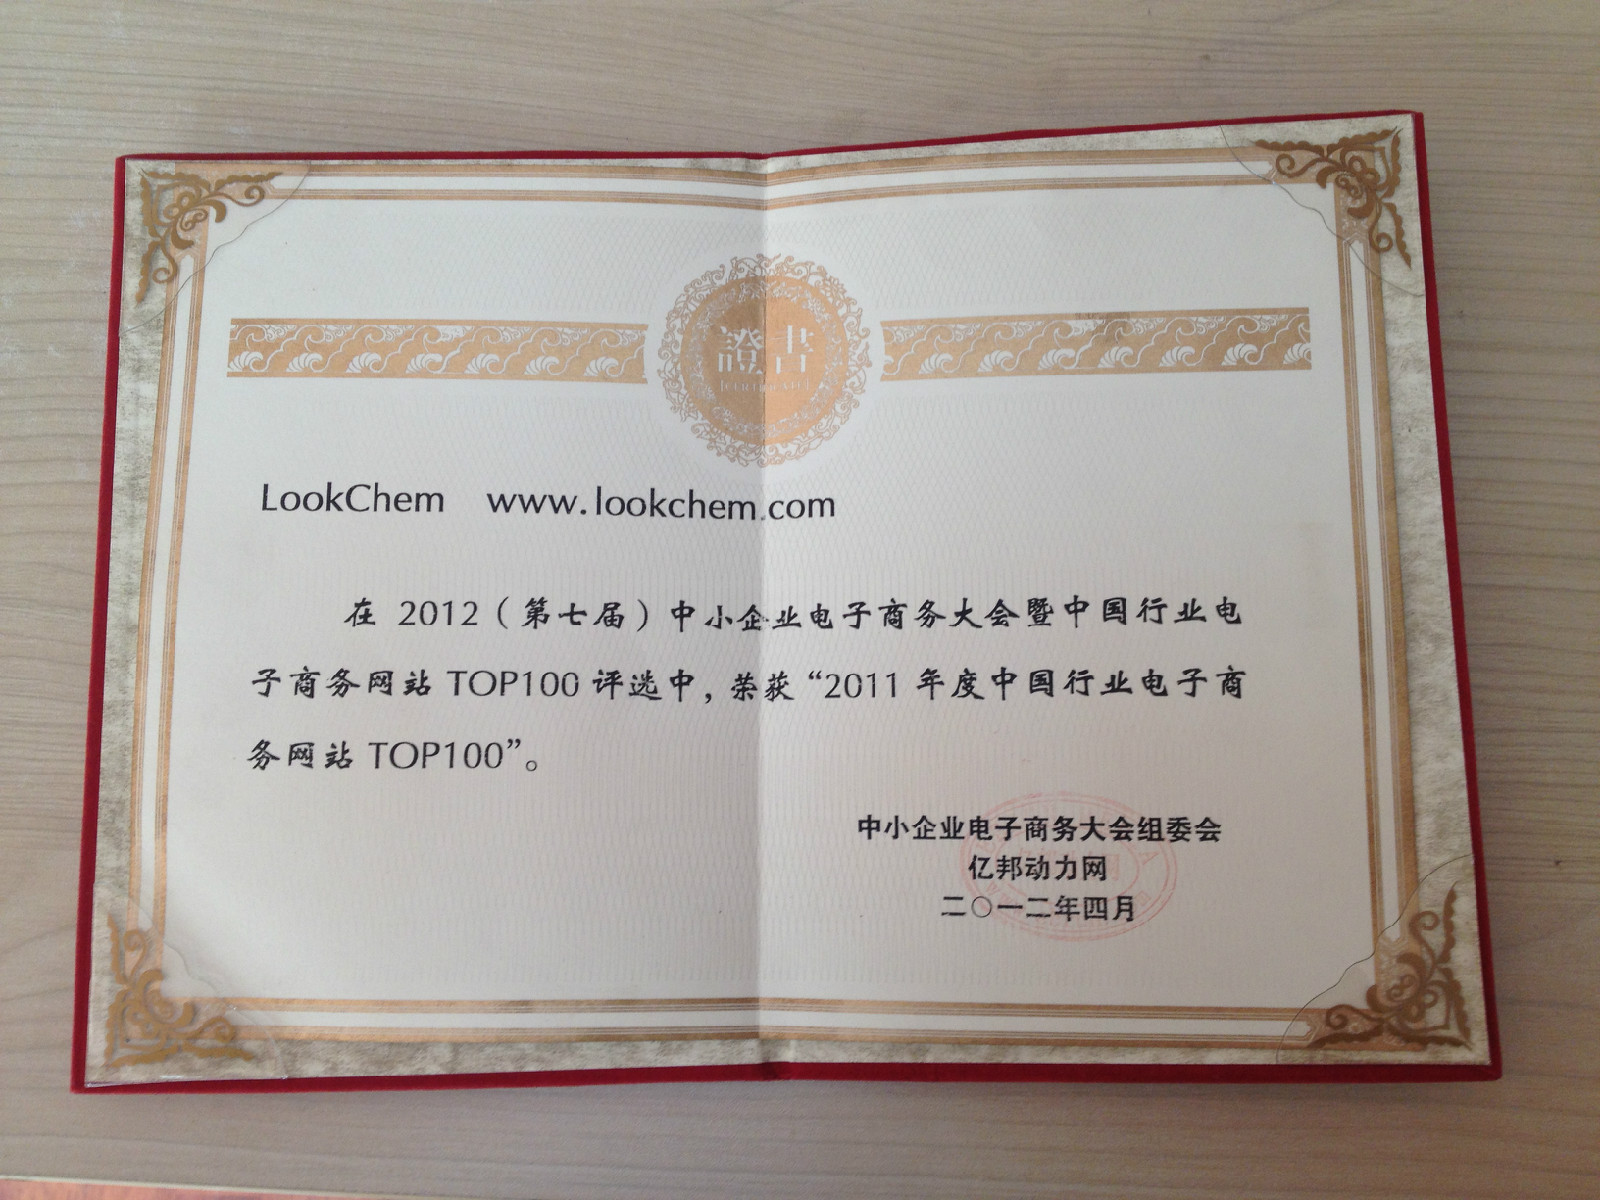 證書
LookChem www.lookchem.com
在 2012（第七届）中小企业电子商务大会暨中国行业电
子商务网站 TOP100 评选中，荣获“2011 年度中国行业电子商
务网站 TOP100”。
中小企业电子商务大会组委会
亿邦动力网
二〇一二年四月